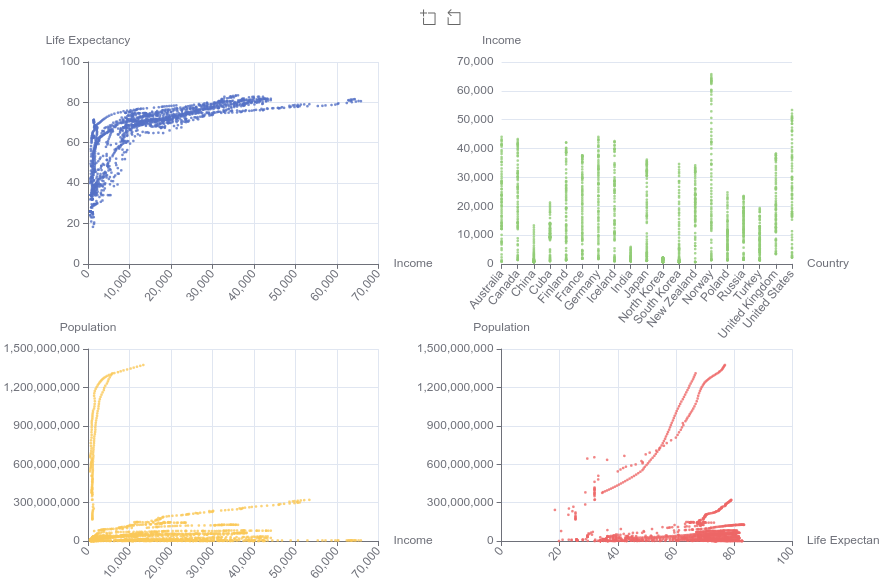 Life Expectancy
100
80
60
40
20
0
0
10,000
20,000
30,000
40,000
50,000
60,000
70,000
Income
Income
70,000
60,000
50,000
40,000
30,000
20,000
10,000
0
Australia
Canada
China
Cuba
Finland
France
Germany
Iceland
India
Japan
North Korea
South Korea
New Zealand
Norway
Poland
Russia
Turkey
United Kingdom
United States
Country
Population
1,500,000,000
1,200,000,000
900,000,000
600,000,000
300,000,000
0
0
10,000
20,000
30,000
40,000
50,000
60,000
70,000
Income
Population
1,500,000,000
1,200,000,000
900,000,000
600,000,000
300,000,000
0
0
20
40
60
80
100
Life Expectan